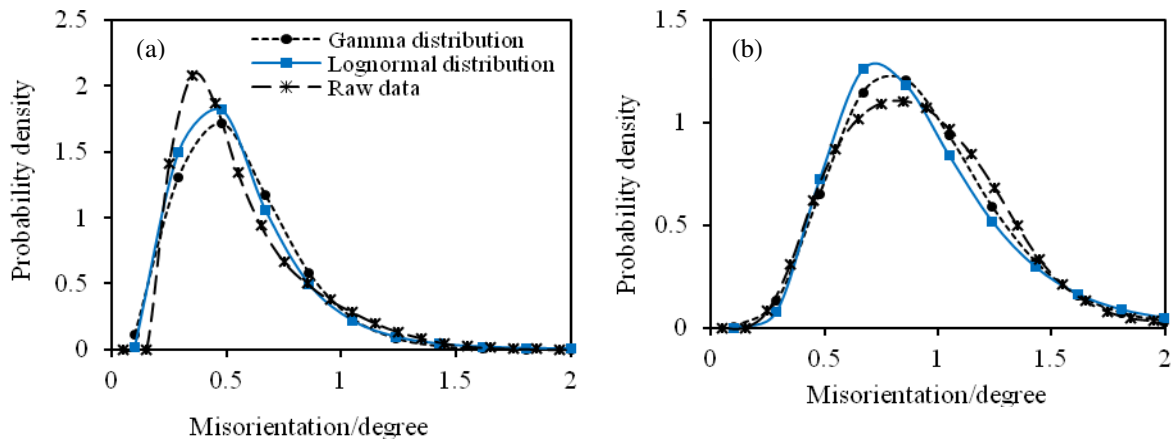 (a)
Gamma distribution
Lognormal distribution
Raw data
Probability density
2.5
2
1.5
1
0.5
0
0 0.5 1 1.5 2
Misorientation/degree
(b)
Probability density
1.5
1
0.5
0
0 0.5 1 1.5 2
Misorientation/degree